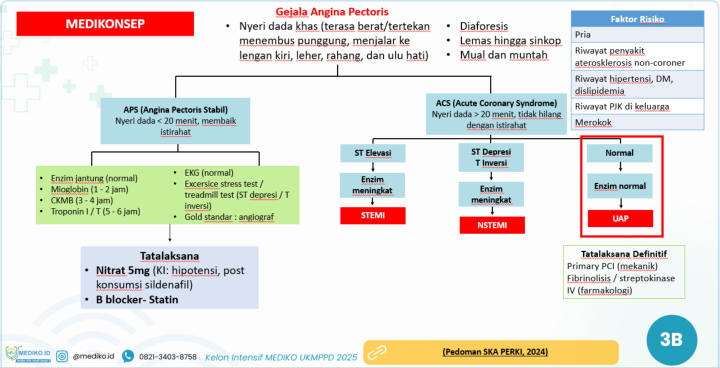 MEDIKONSEP
Gejala Angina Pectoris
• Nyeri dada khas (terasa berat/tertekan
menembus punggung, menjalar ke
lengan kiri, leher, rahang, dan ulu hati)
• Diaforesis
• Lemas hingga sinkop
• Mual dan muntah
Faktor Risiko
Pria
Riwayat penyakit
aterosklerosis non-coroner
Riwayat hipertensi, DM,
dislipidemia
Riwayat PJK di keluarga
Merokok
APS (Angina Pectoris Stabil)
Nyeri dada < 20 menit, membaik
istirahat
ACS (Acute Coronary Syndrome)
Nyeri dada > 20 menit, tidak hilang
dengan istirahat
• Enzim jantung (normal)
• Mioglobin (1 - 2 jam)
• CKMB (3 - 4 jam)
• Troponin I / T (5 - 6 jam)
• EKG (normal)
• Excersice stress test /
treadmill test (ST depresi / T
inversi)
• Gold standar : angiograf
ST Elevasi
Enzim
meningkat
STEMI
ST Depresi
T Inversi
Enzim
meningkat
NSTEMI
Normal
Enzim normal
UAP
Tatalaksana
• Nitrat 5mg (KI: hipotensi, post
konsumsi sildenafil)
• B blocker- Statin
Tatalaksana Definitif
Primary PCI (mekanik)
Fibrinolisis / streptokinase
IV (farmakologi)
MEDIKO.ID
@mediko.id
0821-3403-8758
Kelon Intensif MEDIKO UKMPPD 2025
(Pedoman SKA PERKI, 2024)
3B